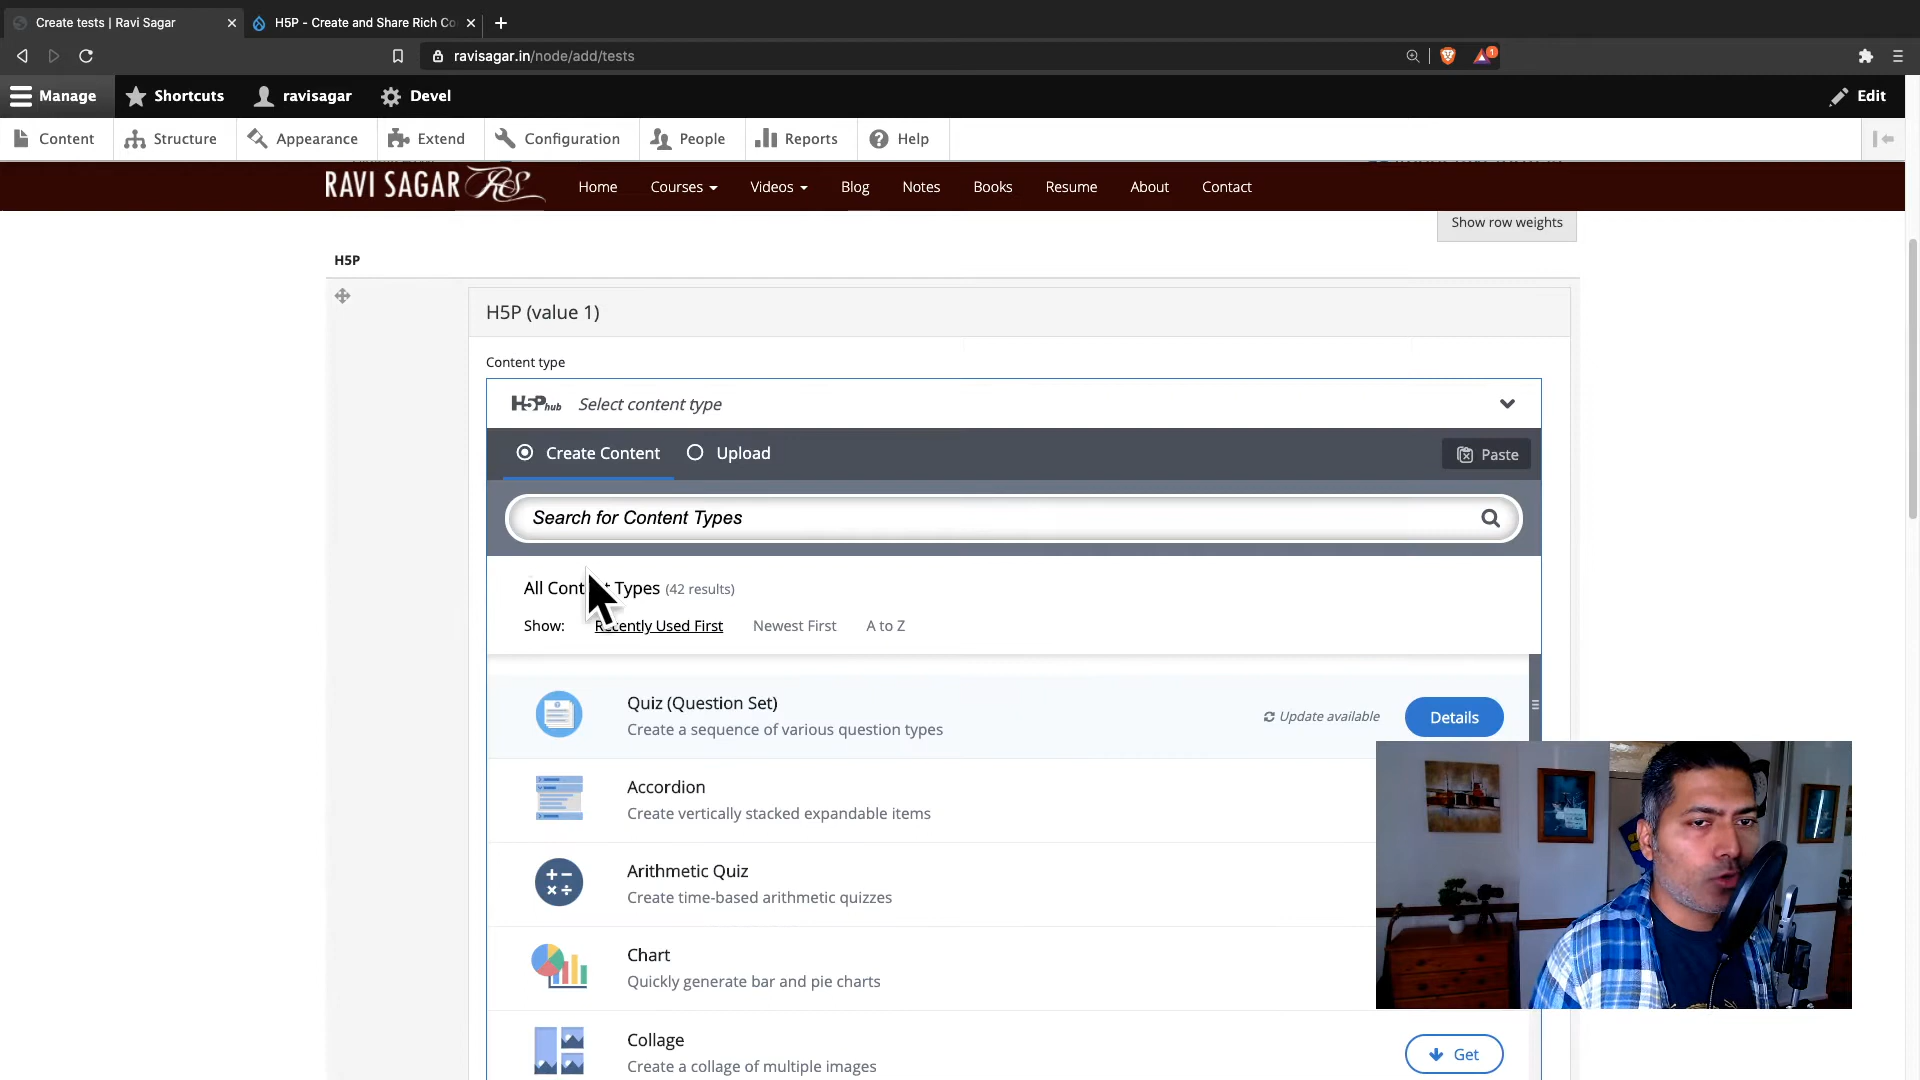 Create tests | Ravi Sagar
H5P - Create and Share Rich Co
ravisagar.in/node/add/tests
1
Manage
Shortcuts
ravisagar
Devel
Edit
Content
Structure
Appearance
Extend
Configuration
People
Reports
Help
RAVI SAGAR RS
Home
Courses
Videos
Blog
Notes
Books
Resume
About
Contact
Show row weights
H5P
H5P (value 1)
Content type
H5P hub
Select content type
Create Content
Upload
Paste
Search for Content Types
All Content Types (42 results)
Show:
Recently Used First
Newest First
A to Z
Quiz (Question Set)
Create a sequence of various question types
Update available
Details
Accordion
Create vertically stacked expandable items
Arithmetic Quiz
Create time-based arithmetic quizzes
Chart
Quickly generate bar and pie charts
Collage
Create a collage of multiple images
Get